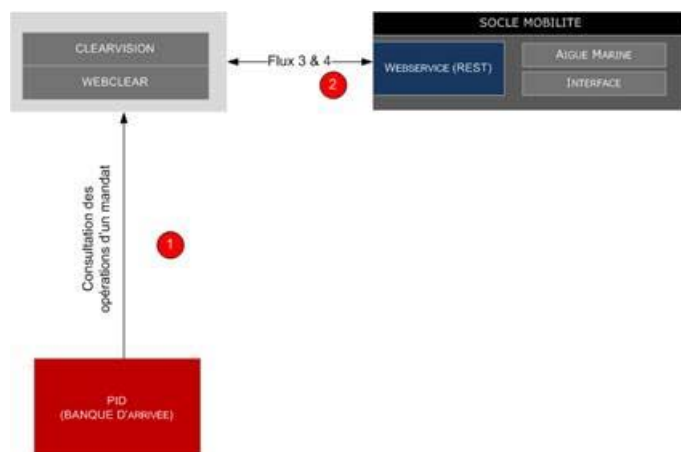 SOCLE MOBILITE
CLEARVISION
WEBCLEAR
Flux 3 & 4
2
WEBSERVICE (REST)
AIGUE MARINE
INTERFACE
Consultation des
opérations d'un mandat
1
PID
(BANQUE D'ARRIVÉE)